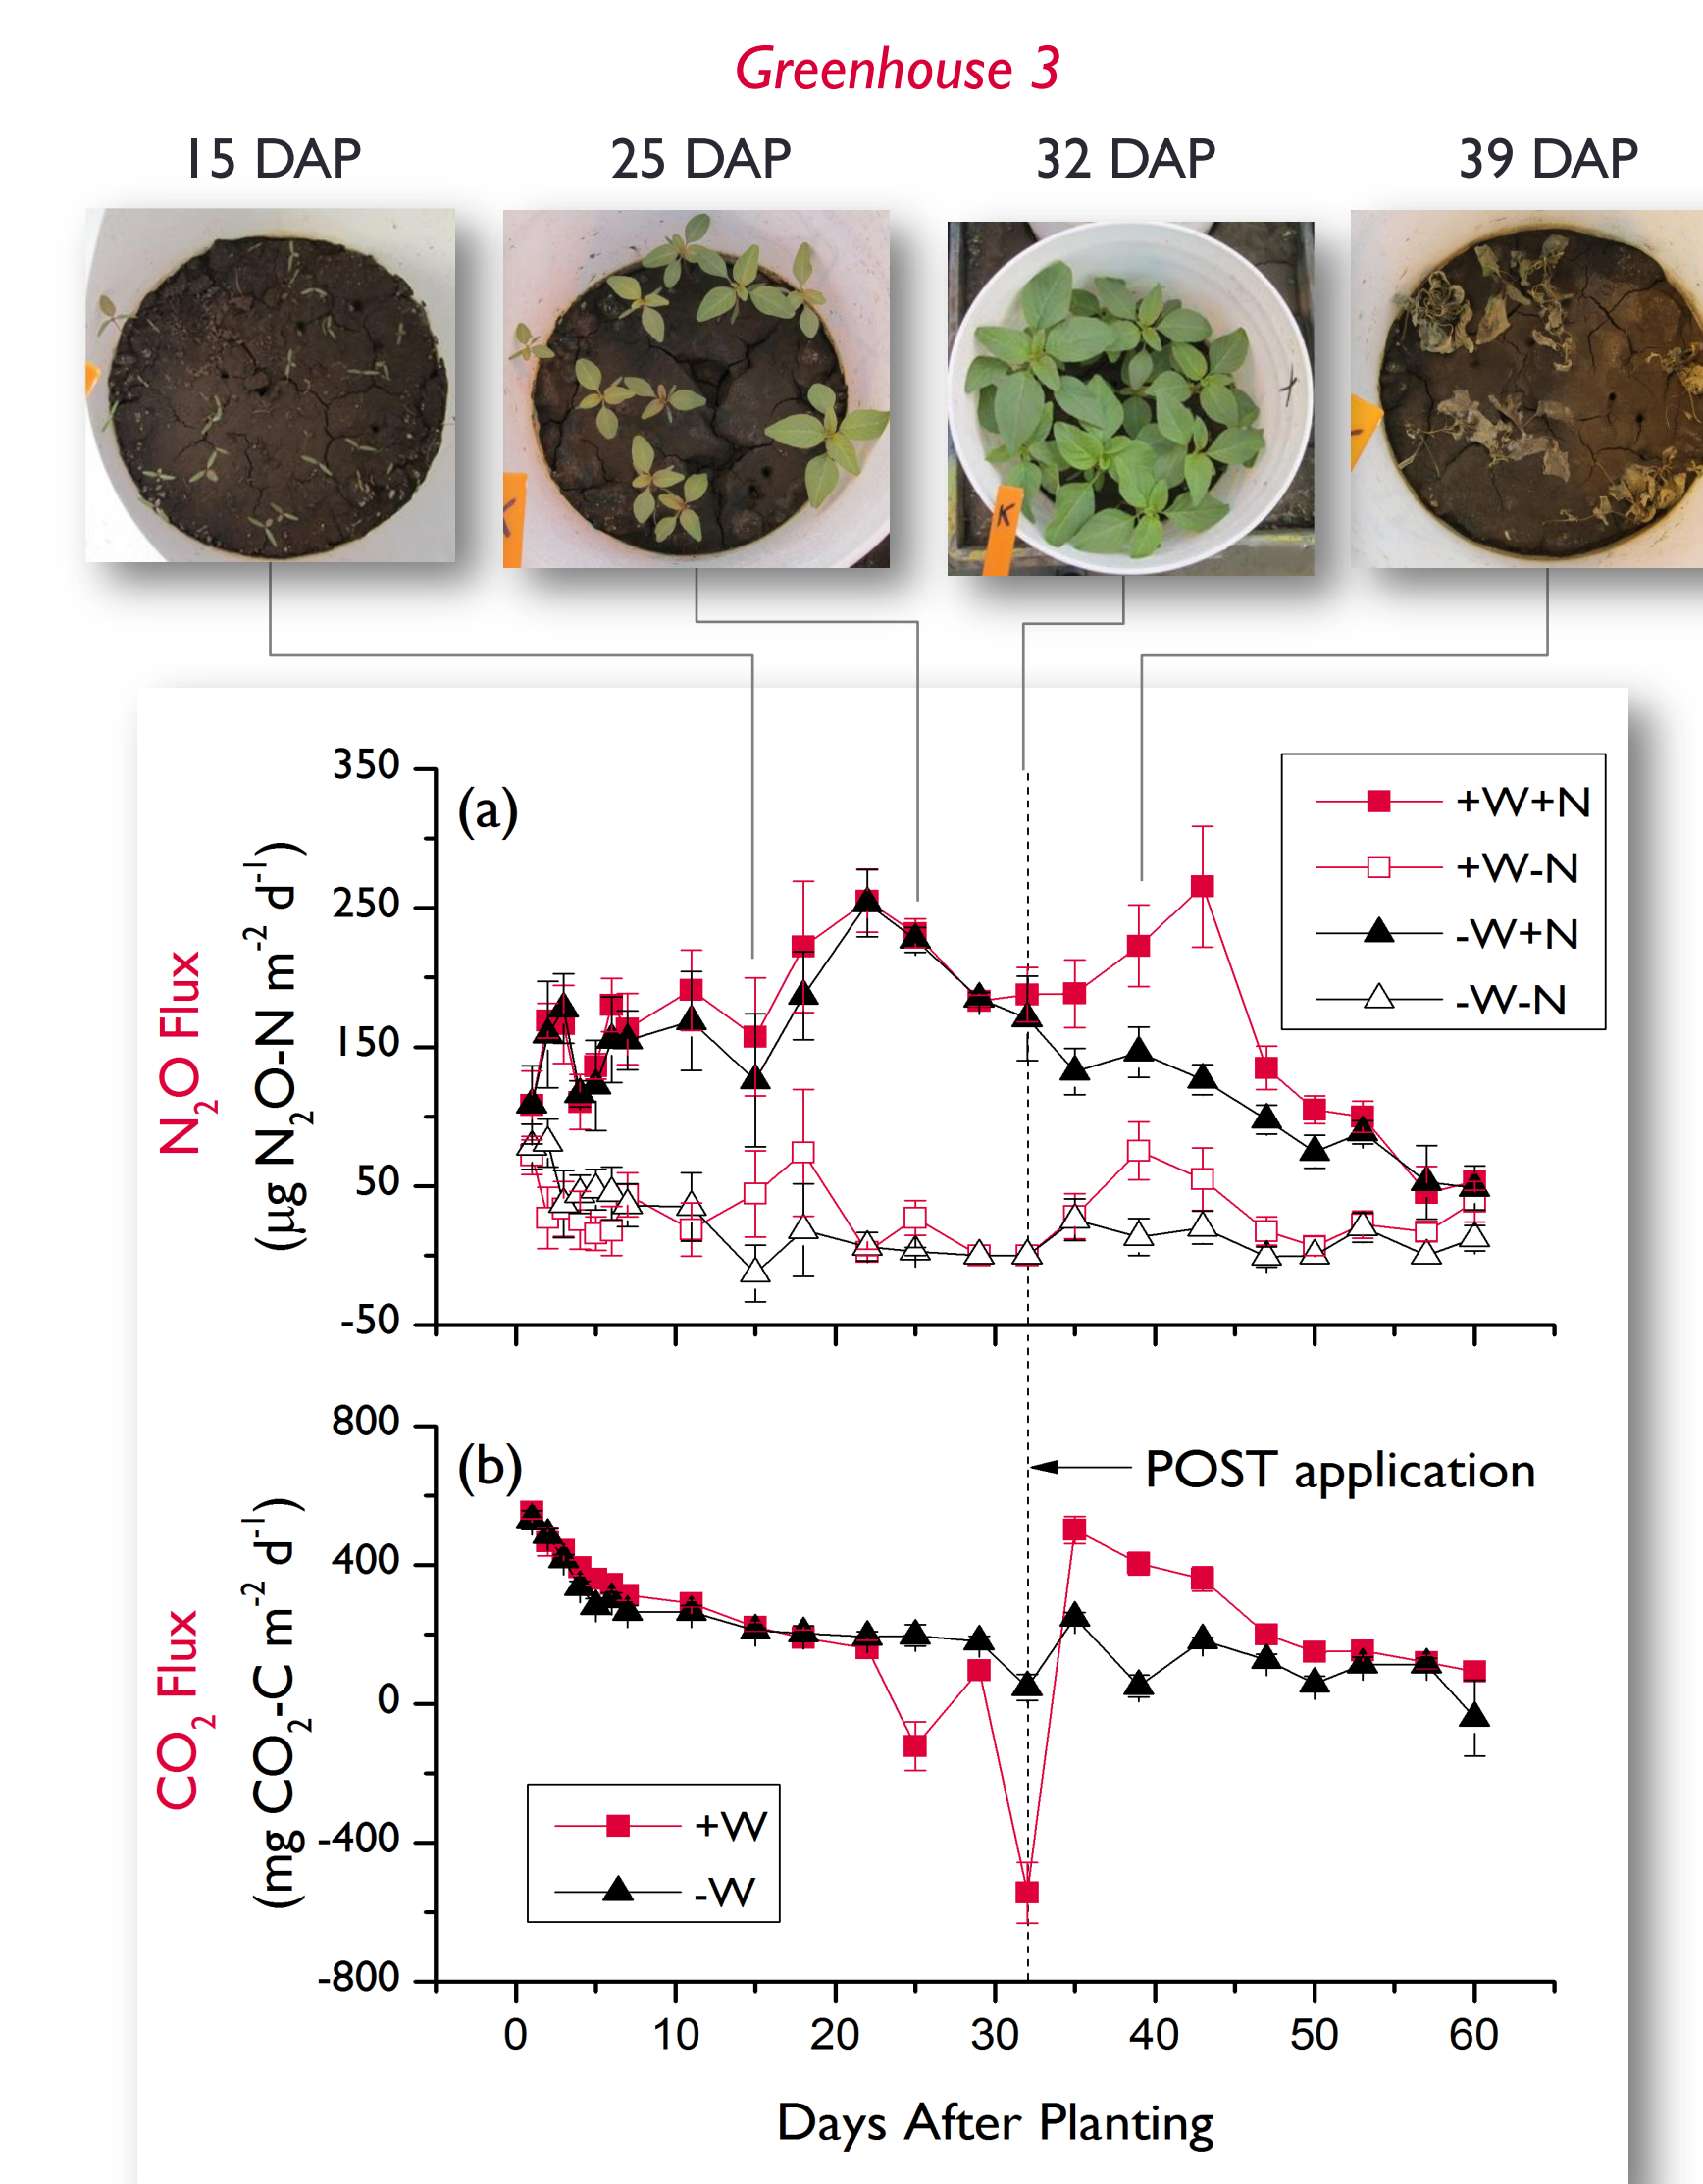 Greenhouse 3
15 DAP
25 DAP
32 DAP
39 DAP
K
N₂O Flux
(µg N₂O-N m⁻² d⁻¹)
350
250
150
50
-50
(a)
+W+N
+W-N
-W+N
-W-N
CO₂ Flux
(mg CO₂-C m⁻² d⁻¹)
800
400
0
-400
-800
(b)
POST application
+W
-W
0 10 20 30 40 50 60
Days After Planting